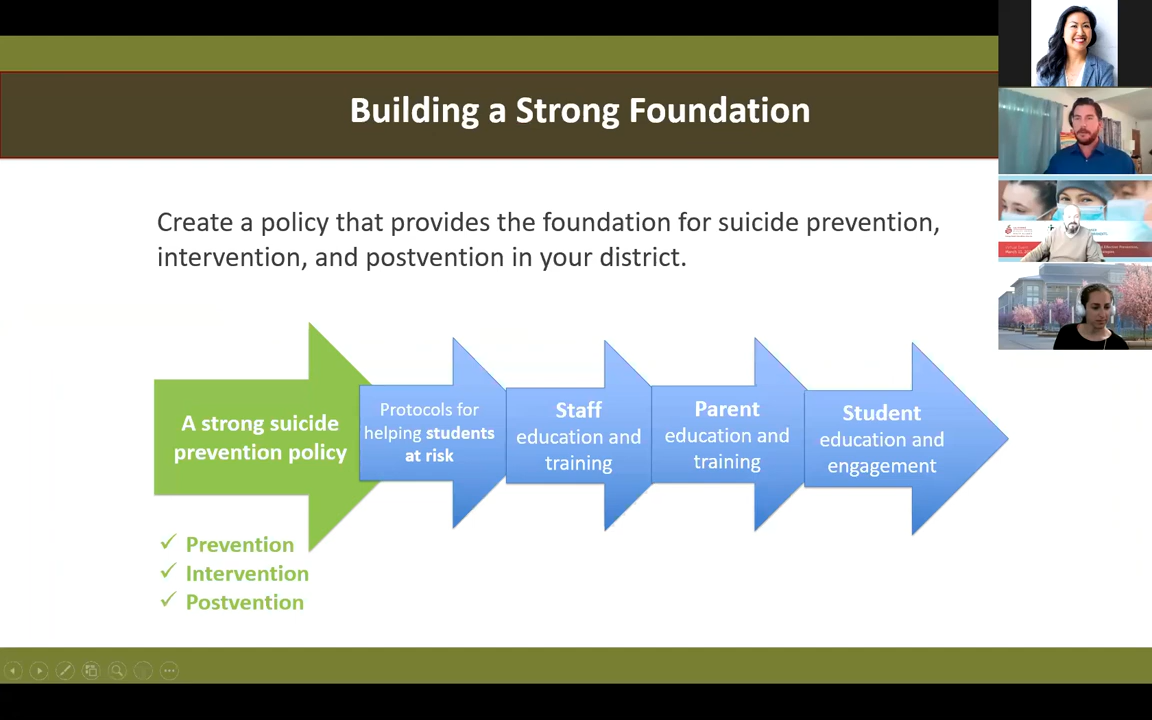 Building a Strong Foundation
Create a policy that provides the foundation for suicide prevention,
intervention, and postvention in your district.
A strong suicide
prevention policy
Protocols for
helping students
at risk
Staff
education and
training
Parent
education and
training
Student
education and
engagement
✓ Prevention
✓ Intervention
✓ Postvention